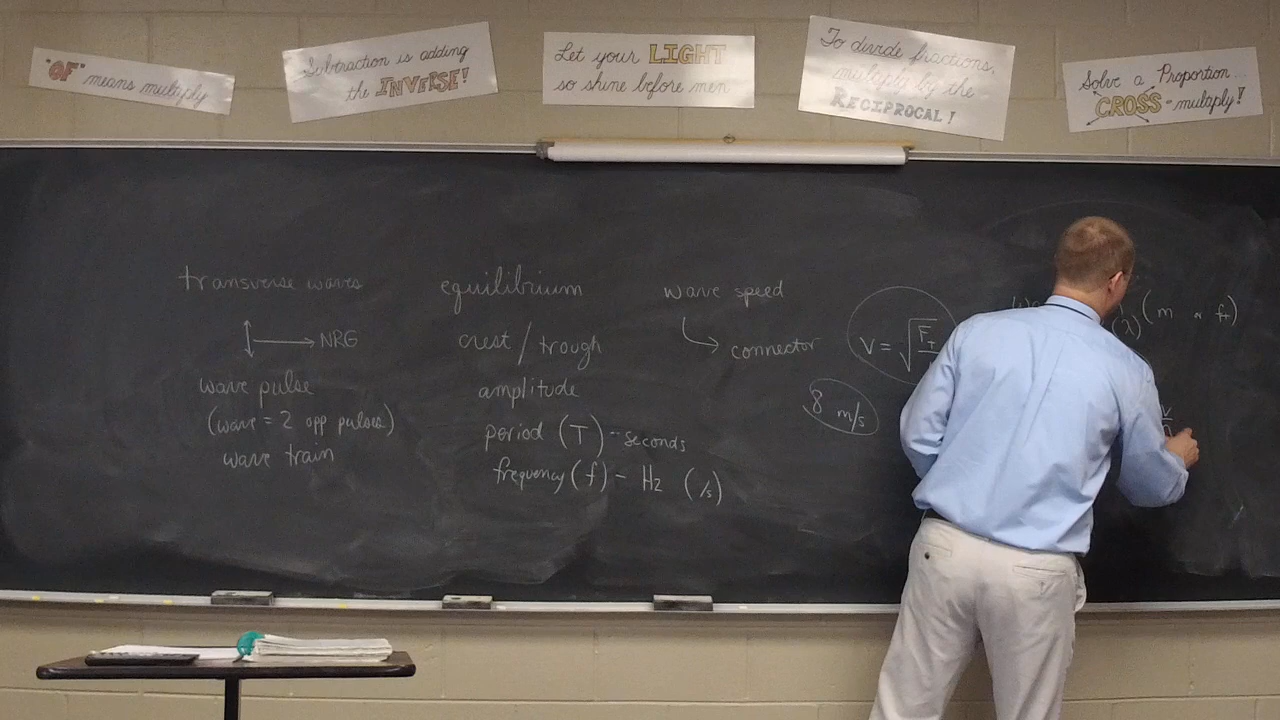 "OF" means multiply
Subtraction is adding
the INVERSE!
Let your LIGHT
so shine before men
To divide fractions,
multiply by the
RECIPROCAL!
Solve a Proportion...
CROSS-multiply!
transverse waves
NRG
wave pulse
(wave = 2 opp pulses)
wave train
equilibrium
crest / trough
amplitude
period (T) - seconds
frequency (f) - Hz (/s)
wave speed
connector
V = √F_T
8 m/s
(λ) (m or ft)
v